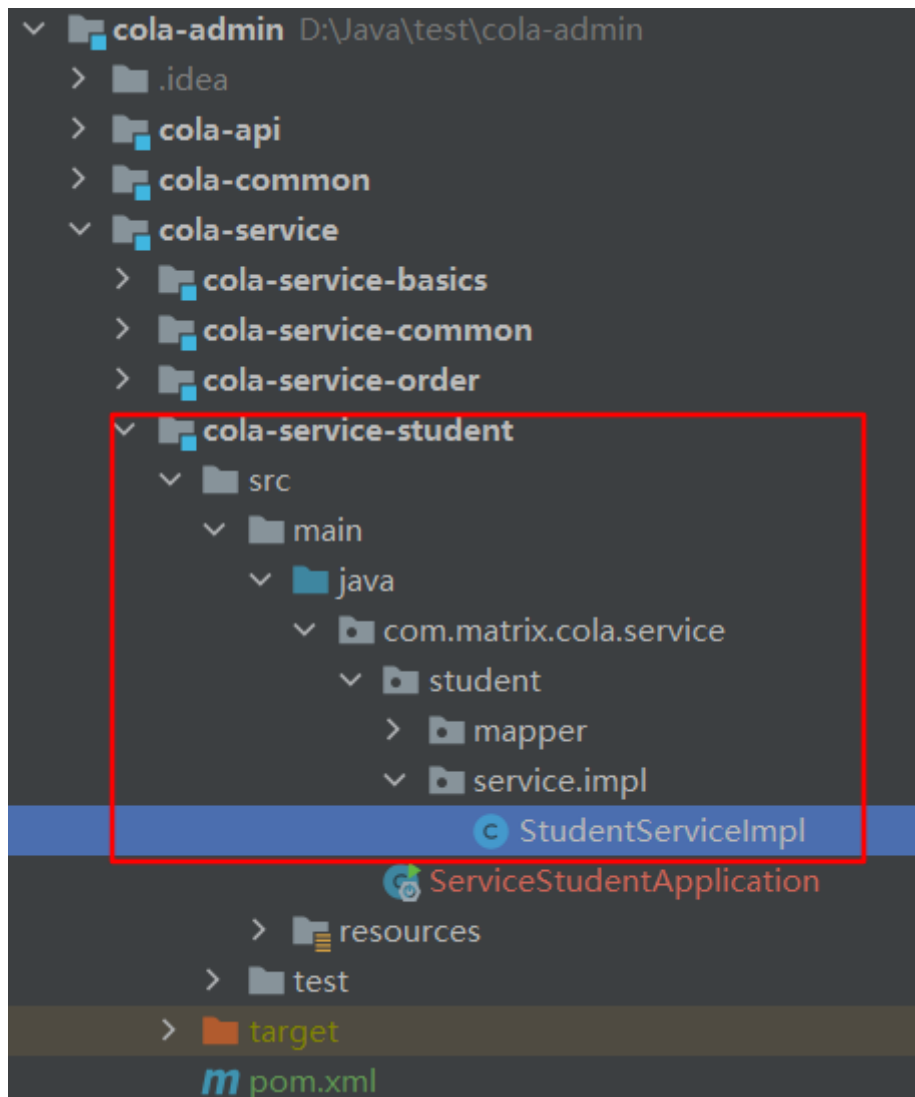 cola-admin D:\Java\test\cola-admin
.idea
cola-api
cola-common
cola-service
cola-service-basics
cola-service-common
cola-service-order
cola-service-student
src
main
java
com.matrix.cola.service
student
mapper
service.impl
C StudentServiceImpl
ServiceStudentApplication
resources
test
target
m pom.xml